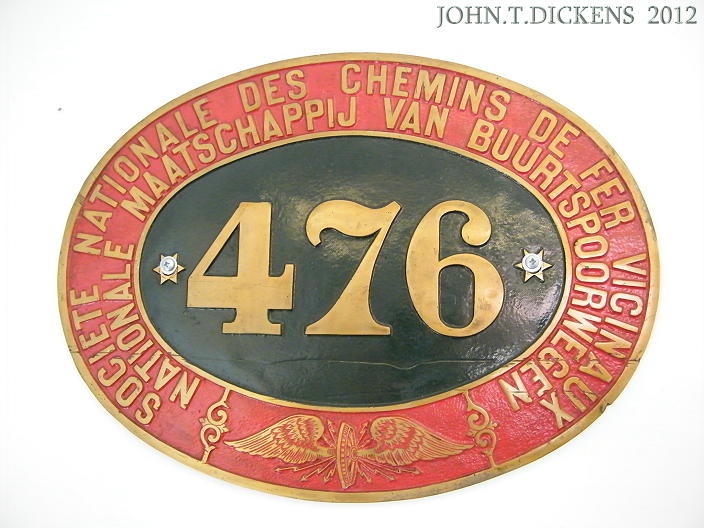 JOHN.T.DICKENS 2012
SOCIETE NATIONALE DES CHEMINS DE FER VICINAUX
NATIONALE MAATSCHAPPIJ VAN BUURTSPOORWEGEN
476